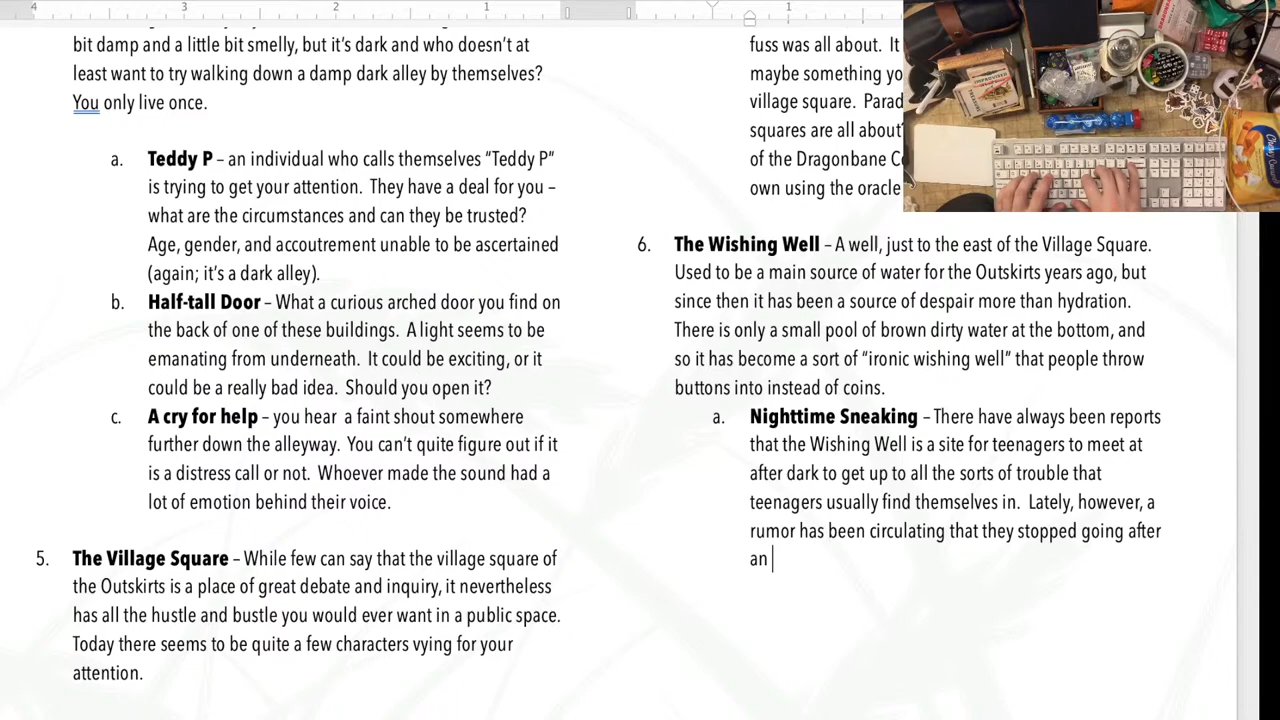 4 3 2 1 1
bit damp and a little bit smelly, but it's dark and who doesn't at
least want to try walking down a damp dark alley by themselves?
You only live once.
a. Teddy P – an individual who calls themselves "Teddy P"
is trying to get your attention. They have a deal for you –
what are the circumstances and can they be trusted?
Age, gender, and accoutrement unable to be ascertained
(again; it's a dark alley).
b. Half-tall Door – What a curious arched door you find on
the back of one of these buildings. A light seems to be
emanating from underneath. It could be exciting, or it
could be a really bad idea. Should you open it?
c. A cry for help – you hear a faint shout somewhere
further down the alleyway. You can't quite figure out if it
is a distress call or not. Whoever made the sound had a
lot of emotion behind their voice.
5. The Village Square – While few can say that the village square of
the Outskirts is a place of great debate and inquiry, it nevertheless
has all the hustle and bustle you would ever want in a public space.
Today there seems to be quite a few characters vying for your
attention.
fuss was all about. It
maybe something yo
village square. Parad
squares are all about?
of the Dragonbane C
own using the oracle
6. The Wishing Well – A well, just to the east of the Village Square.
Used to be a main source of water for the Outskirts years ago, but
since then it has been a source of despair more than hydration.
There is only a small pool of brown dirty water at the bottom, and
so it has become a sort of "ironic wishing well" that people throw
buttons into instead of coins.
a. Nighttime Sneaking – There have always been reports
that the Wishing Well is a site for teenagers to meet at
after dark to get up to all the sorts of trouble that
teenagers usually find themselves in. Lately, however, a
rumor has been circulating that they stopped going after
an